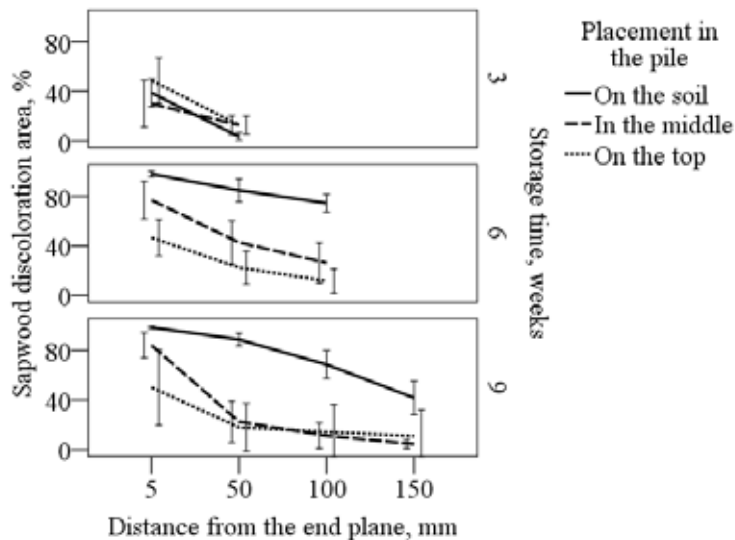 Placement in
the pile
On the soil
In the middle
On the top
Sapwood discoloration area, %
80
40
0
3
80
40
0
6
80
40
0
9
Storage time, weeks
5 50 100 150
Distance from the end plane, mm